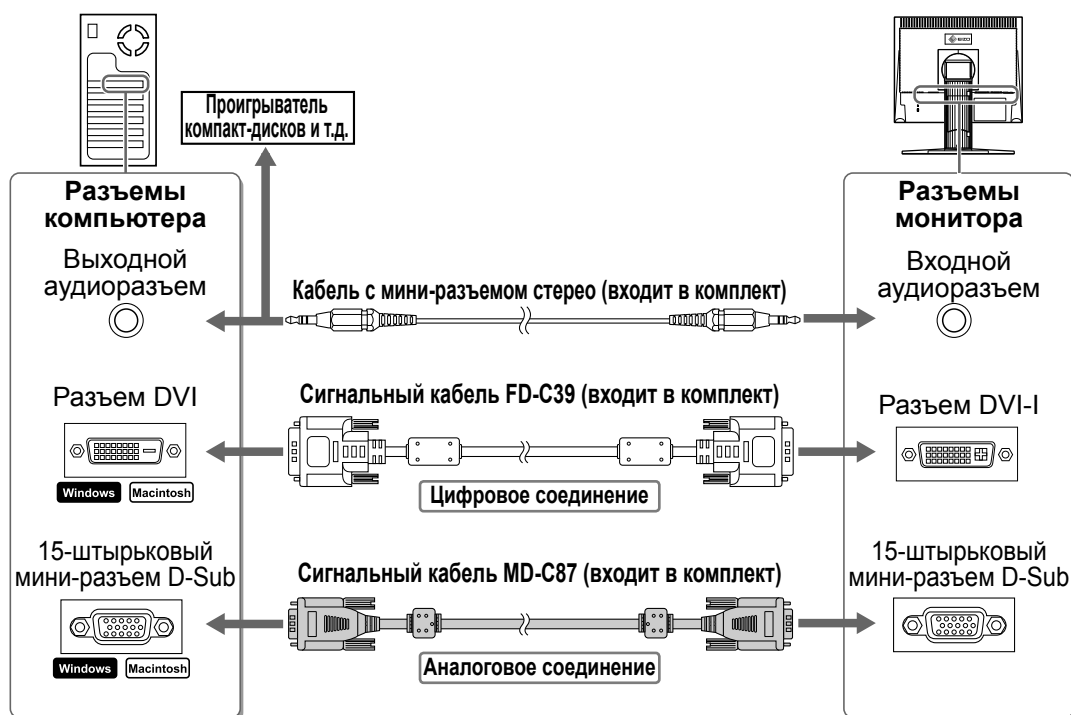 EIZO
Проигрыватель
компакт-дисков и т.д.
Разъемы
компьютера
Разъемы
монитора
Выходной
аудиоразъем
Кабель с мини-разъемом стерео (входит в комплект)
Входной
аудиоразъем
Разъем DVI
Сигнальный кабель FD-C39 (входит в комплект)
Разъем DVI-I
Windows Macintosh
Цифровое соединение
15-штырьковый
мини-разъем D-Sub
Сигнальный кабель MD-C87 (входит в комплект)
15-штырьковый
мини-разъем D-Sub
Windows Macintosh
Аналоговое соединение